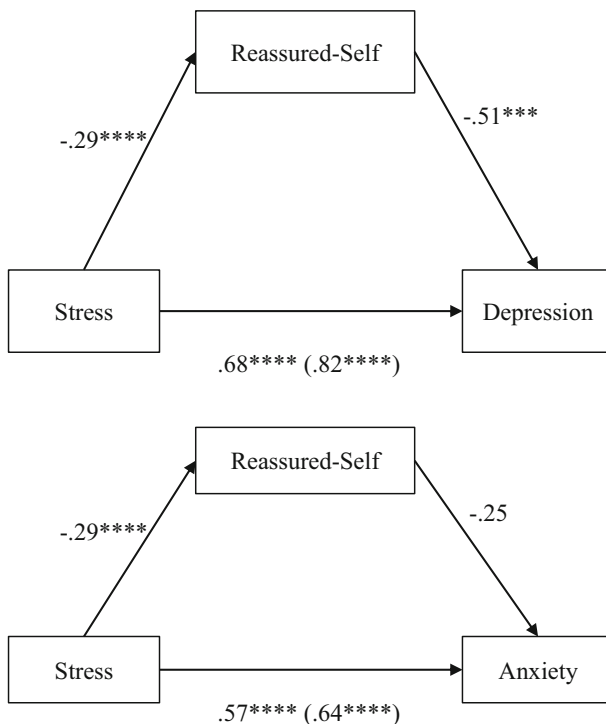 Reassured-Self
-.29****
-.51***
Stress
Depression
.68**** (.82****)
Reassured-Self
-.29****
-.25
Stress
Anxiety
.57**** (.64****)